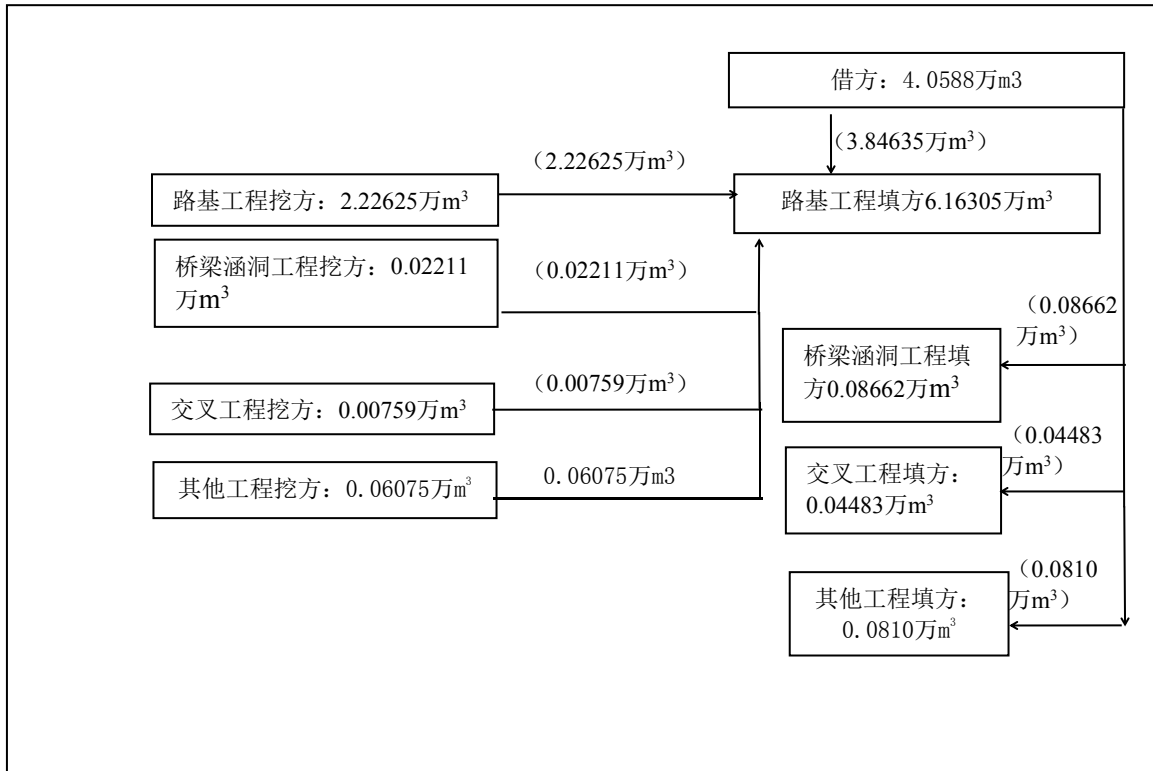 借方：4.0588万m3
（3.84635万m³）
（2.22625万m³）
路基工程挖方：2.22625万m³
路基工程填方6.16305万m³
桥梁涵洞工程挖方：0.02211
万m³
（0.02211万m³）
（0.08662
万m³）
桥梁涵洞工程填
方0.08662万m³
交叉工程挖方：0.00759万m³
（0.00759万m³）
（0.04483
万m³）
其他工程挖方：0.06075万m³
0.06075万m3
交叉工程填方：
0.04483万m³
（0.0810
万m³）
其他工程填方：
0.0810万m³